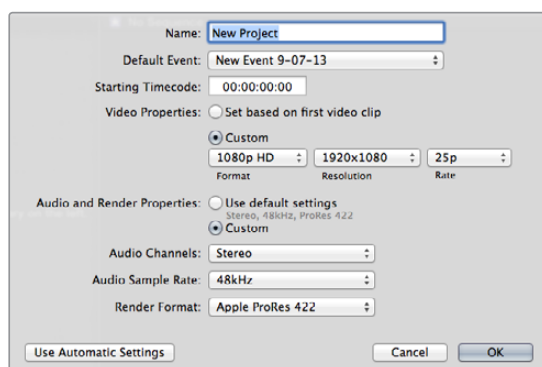 No Sequence
Name: New Project
Default Event: New Event 9-07-13
Starting Timecode: 00:00:00:00
Video Properties: Set based on first video clip
Custom
1080p HD 1920x1080 25p
Format Resolution Rate
Audio and Render Properties: Use default settings
Stereo, 48kHz, ProRes 422
Custom
Audio Channels: Stereo
Audio Sample Rate: 48kHz
Render Format: Apple ProRes 422
Use Automatic Settings Cancel OK